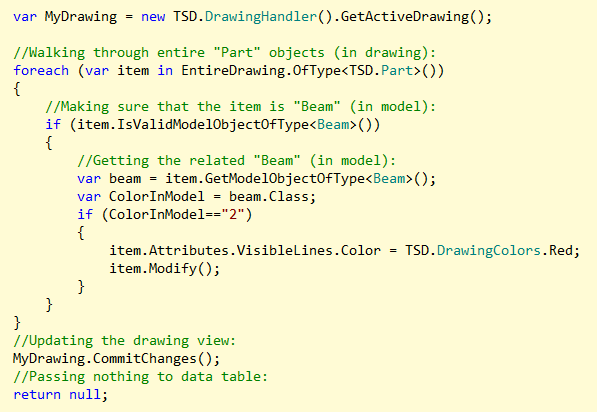 var MyDrawing = new TSD.DrawingHandler().GetActiveDrawing();

//Walking through entire "Part" objects (in drawing):
foreach (var item in EntireDrawing.OfType<TSD.Part>())
{
    //Making sure that the item is "Beam" (in model):
    if (item.IsValidModelObjectOfType<Beam>())
    {
        //Getting the related "Beam" (in model):
        var beam = item.GetModelObjectOfType<Beam>();
        var ColorInModel = beam.Class;
        if (ColorInModel=="2")
        {
            item.Attributes.VisibleLines.Color = TSD.DrawingColors.Red;
            item.Modify();
        }
    }
}
//Updating the drawing view:
MyDrawing.CommitChanges();
//Passing nothing to data table:
return null;